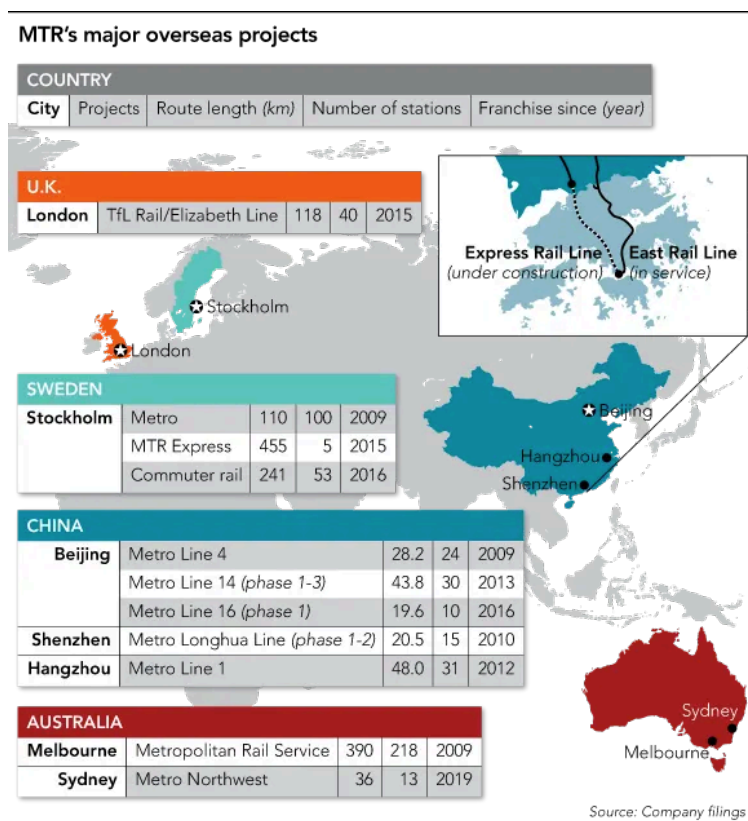 MTR's major overseas projects
COUNTRY
City Projects Route length (km) Number of stations Franchise since (year)
U.K.
London TfL Rail/Elizabeth Line 118 40 2015
Express Rail Line
(under construction)
East Rail Line
(in service)
Stockholm
London
SWEDEN
Stockholm Metro 110 100 2009
MTR Express 455 5 2015
Commuter rail 241 53 2016
Beijing
Hangzhou
Shenzhen
CHINA
Beijing Metro Line 4 28.2 24 2009
Metro Line 14 (phase 1-3) 43.8 30 2013
Metro Line 16 (phase 1) 19.6 10 2016
Shenzhen Metro Longhua Line (phase 1-2) 20.5 15 2010
Hangzhou Metro Line 1 48.0 31 2012
AUSTRALIA
Melbourne Metropolitan Rail Service 390 218 2009
Sydney Metro Northwest 36 13 2019
Sydney
Melbourne
Source: Company filings